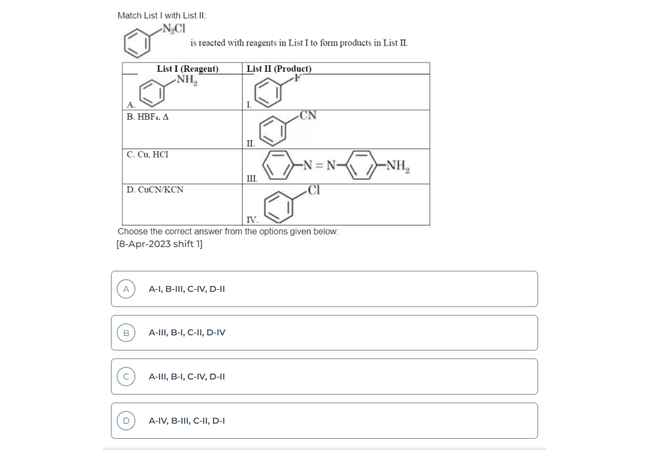 Match List I with List II:
N₂Cl
is reacted with reagents in List I to form products in List II.
List I (Reagent) List II (Product)
A. NH₂ I. F
B. HBF₄, Δ II. CN
C. Cu, HCl III. N = N NH₂
D. CuCN/KCN IV. Cl
Choose the correct answer from the options given below:
[8-Apr-2023 shift 1]
A A-I, B-III, C-IV, D-II
B A-III, B-I, C-II, D-IV
C A-III, B-I, C-IV, D-II
D A-IV, B-III, C-II, D-I